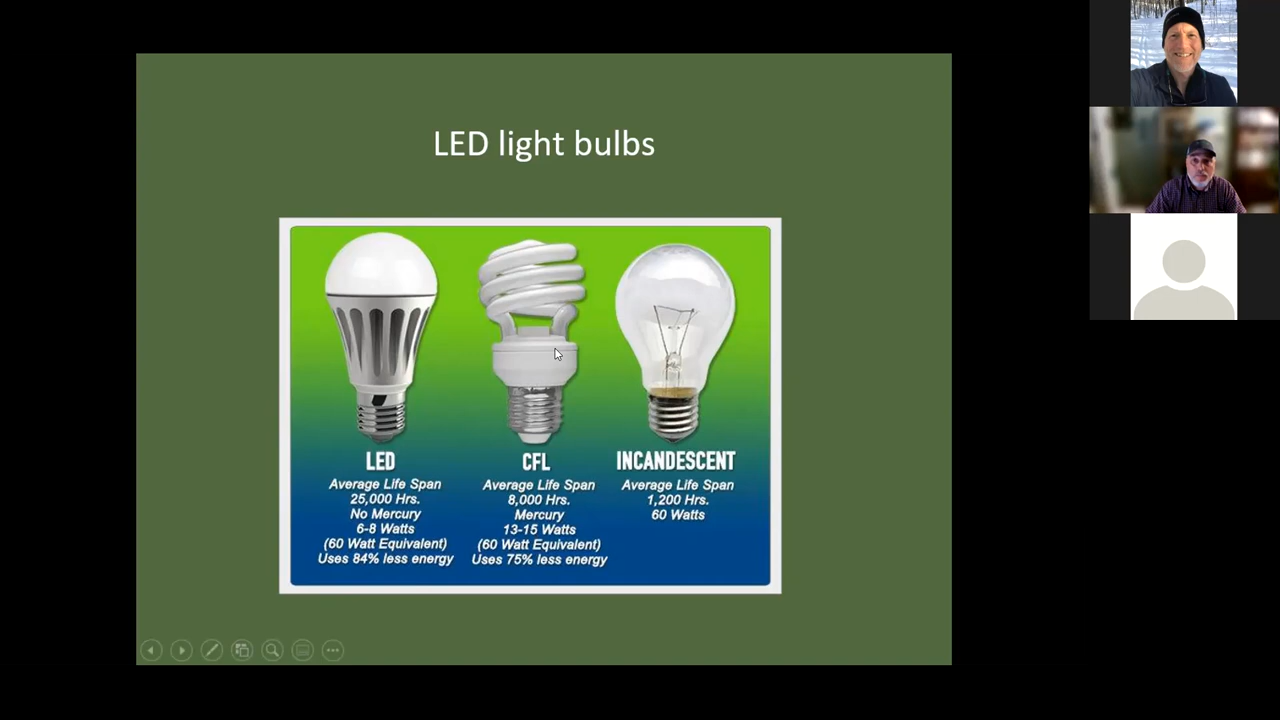 LED light bulbs
LED
Average Life Span
25,000 Hrs.
No Mercury
6-8 Watts
(60 Watt Equivalent)
Uses 84% less energy
CFL
Average Life Span
8,000 Hrs.
Mercury
13-15 Watts
(60 Watt Equivalent)
Uses 75% less energy
INCANDESCENT
Average Life Span
1,200 Hrs.
60 Watts